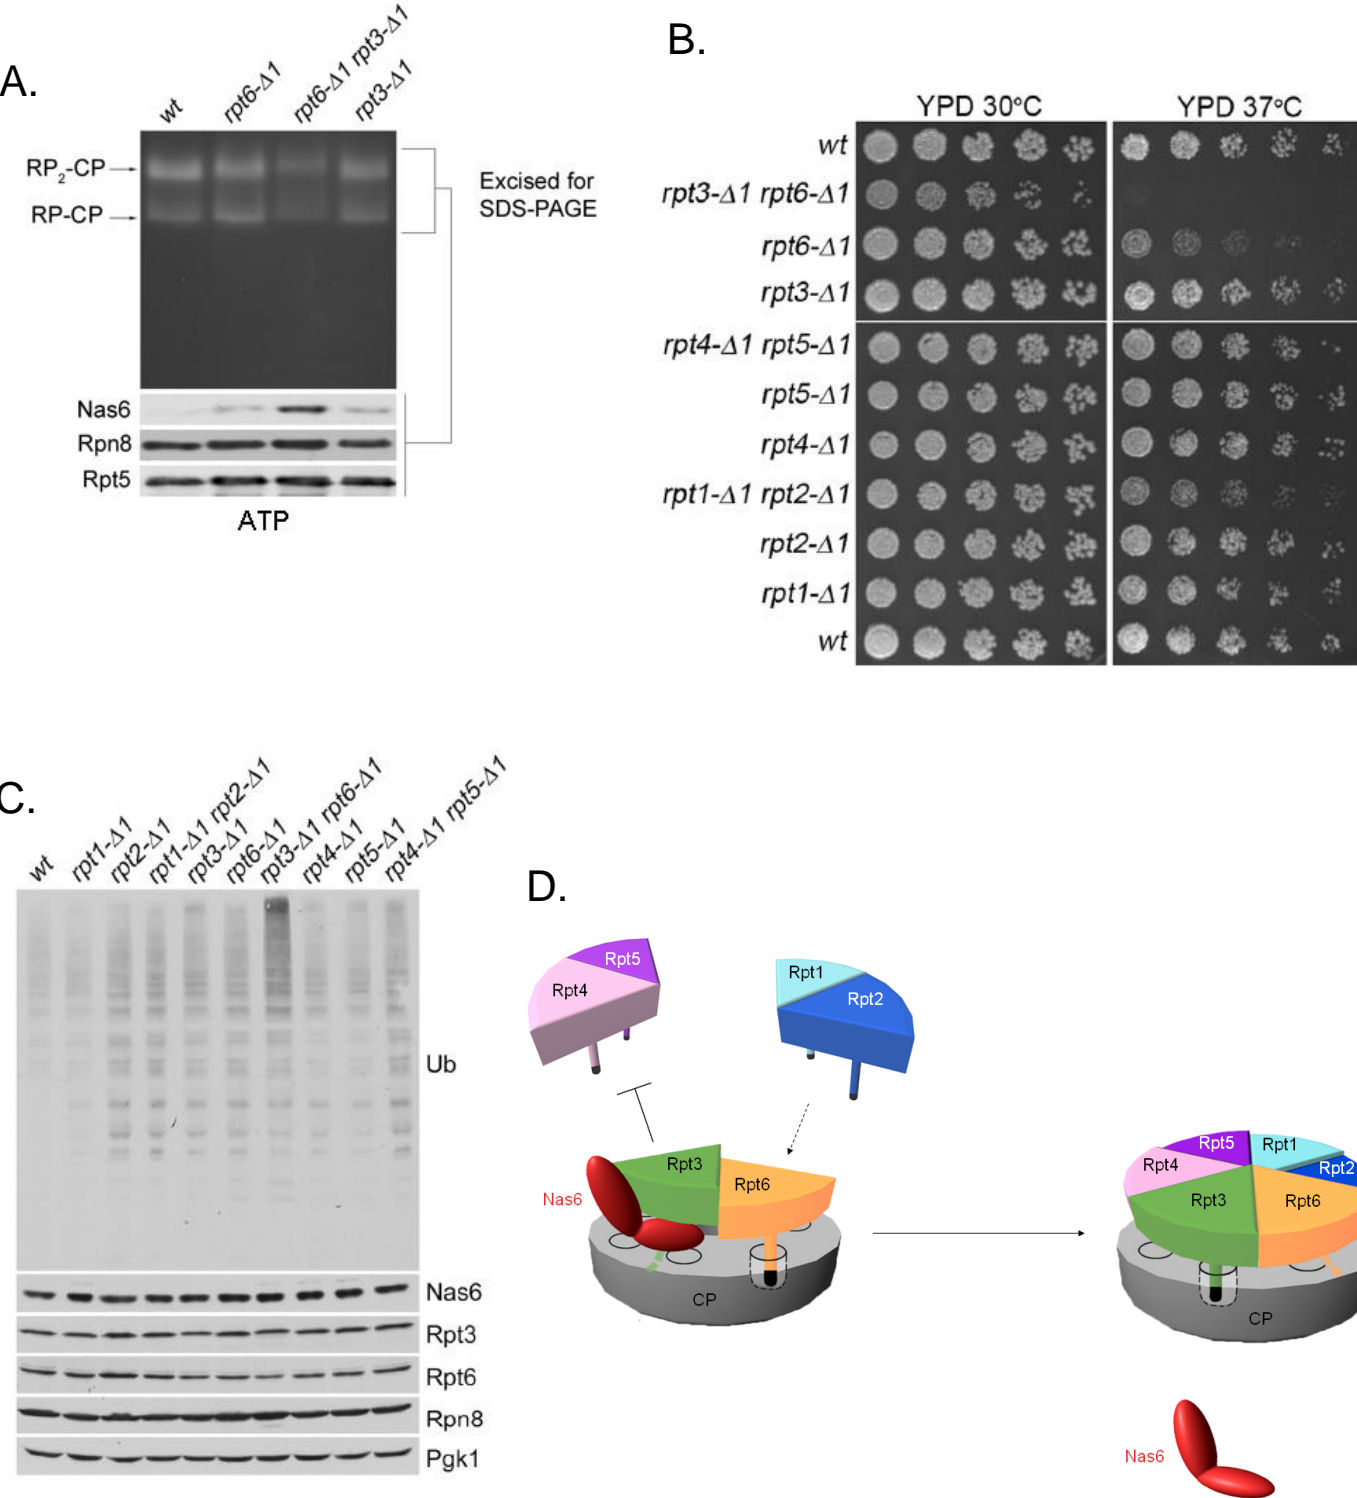 A.
wt
rpt6-Δ1
rpt6-Δ1 rpt3-Δ1
rpt3-Δ1
RP2-CP
RP-CP
Excised for
SDS-PAGE
Nas6
Rpn8
Rpt5
ATP
B.
YPD 30°C
YPD 37°C
wt
rpt3-Δ1 rpt6-Δ1
rpt6-Δ1
rpt3-Δ1
rpt4-Δ1 rpt5-Δ1
rpt5-Δ1
rpt4-Δ1
rpt1-Δ1 rpt2-Δ1
rpt2-Δ1
rpt1-Δ1
wt
C.
wt
rpt1-Δ1
rpt2-Δ1
rpt1-Δ1 rpt2-Δ1
rpt3-Δ1
rpt6-Δ1
rpt3-Δ1 rpt6-Δ1
rpt4-Δ1
rpt5-Δ1
rpt4-Δ1 rpt5-Δ1
Ub
Nas6
Rpt3
Rpt6
Rpn8
Pgk1
D.
Rpt5
Rpt4
Rpt1
Rpt2
Rpt3
Rpt6
Nas6
CP
Rpt5
Rpt1
Rpt4
Rpt2
Rpt3
Rpt6
CP
Nas6